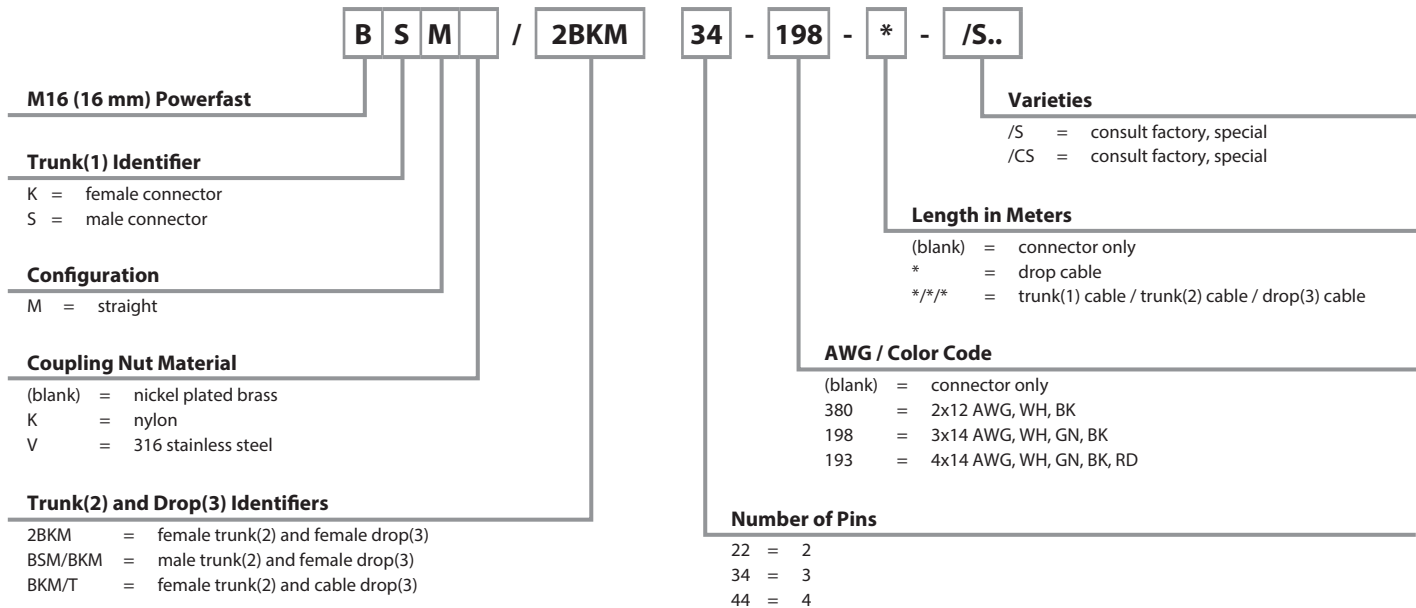 B S M / 2BKM 34 - 198 - * - /S..
M16 (16 mm) Powerfast
Trunk(1) Identifier
K = female connector
S = male connector
Configuration
M = straight
Coupling Nut Material
(blank) = nickel plated brass
K = nylon
V = 316 stainless steel
Trunk(2) and Drop(3) Identifiers
2BKM = female trunk(2) and female drop(3)
BSM/BKM = male trunk(2) and female drop(3)
BKM/T = female trunk(2) and cable drop(3)
Varieties
/S = consult factory, special
/CS = consult factory, special
Length in Meters
(blank) = connector only
* = drop cable
*/*/* = trunk(1) cable / trunk(2) cable / drop(3) cable
AWG / Color Code
(blank) = connector only
380 = 2x12 AWG, WH, BK
198 = 3x14 AWG, WH, GN, BK
193 = 4x14 AWG, WH, GN, BK, RD
Number of Pins
22 = 2
34 = 3
44 = 4